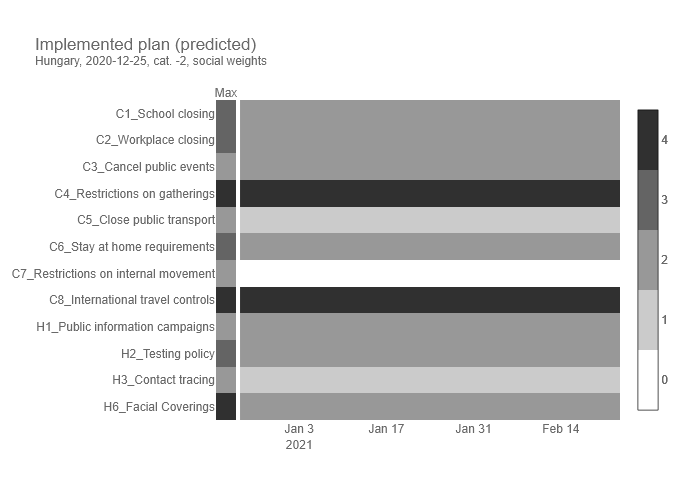 Implemented plan (predicted)
Hungary, 2020-12-25, cat. -2, social weights
Max
C1_School closing
C2_Workplace closing
C3_Cancel public events
C4_Restrictions on gatherings
C5_Close public transport
C6_Stay at home requirements
C7_Restrictions on internal movement
C8_International travel controls
H1_Public information campaigns
H2_Testing policy
H3_Contact tracing
H6_Facial Coverings
Jan 3 Jan 17 Jan 31 Feb 14
2021
4
3
2
1
0